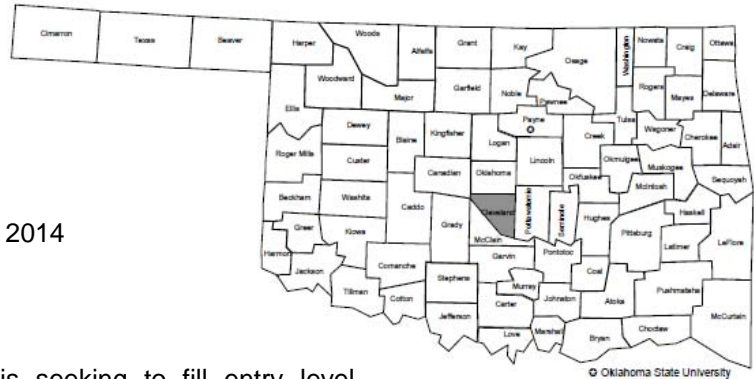 Cimarron Texas Beaver Harper Woods Alfalfa Grant Kay Osage Washington Nowata Craig Ottawa
Woodward Major Garfield Noble Pawnee Rogers Mayes Delaware
Ellis Dewey Blaine Kingfisher Logan Payne Creek Tulsa Wagoner Cherokee Adair
Roger Mills Custer Canadian Oklahoma Lincoln Okfuskee Okmulgee Muskogee McIntosh Sequoyah
Beckham Washita Caddo Grady Cleveland Pottawatomie Seminole Hughes Pittsburg Haskell
2014
Greer Kiowa McClain Garvin Pontotoc Latimer LeFlore
Harmon Jackson Comanche Stephens Murray Coal Pushmataha
Tillman Cotton Carter Johnston Atoka McCurtain
Jefferson Love Marshall Bryan Choctaw
is seeking to fill entry level
© Oklahoma State University